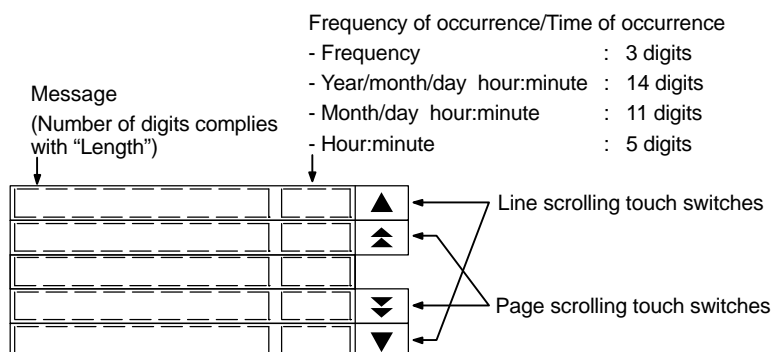 Frequency of occurrence/Time of occurrence
- Frequency : 3 digits
- Year/month/day hour:minute : 14 digits
- Month/day hour:minute : 11 digits
- Hour:minute : 5 digits
Message
(Number of digits complies
with “Length”)
Line scrolling touch switches
Page scrolling touch switches